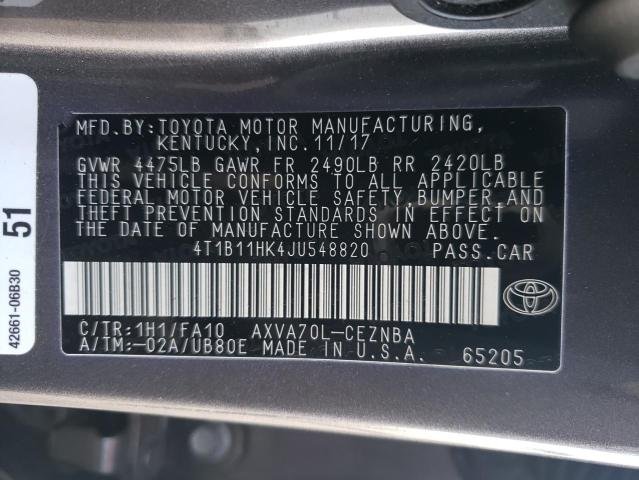 MFD.BY:TOYOTA MOTOR MANUFACTURING,
KENTUCKY,INC.11/17
GVWR 4475LB GAWR FR 2490LB RR 2420LB
THIS VEHICLE CONFORMS TO ALL APPLICABLE
FEDERAL MOTOR VEHICLE SAFETY,BUMPER,AND
THEFT PREVENTION STANDARDS IN EFFECT ON
THE DATE OF MANUFACTURE SHOWN ABOVE.
4T1B11HK4JU548820 PASS.CAR
C/TR:1H1/FA10 AXVA70L-CEZNBA
A/TM:-02A/UB80E MADE IN U.S.A. 65205
51
42661-06B30